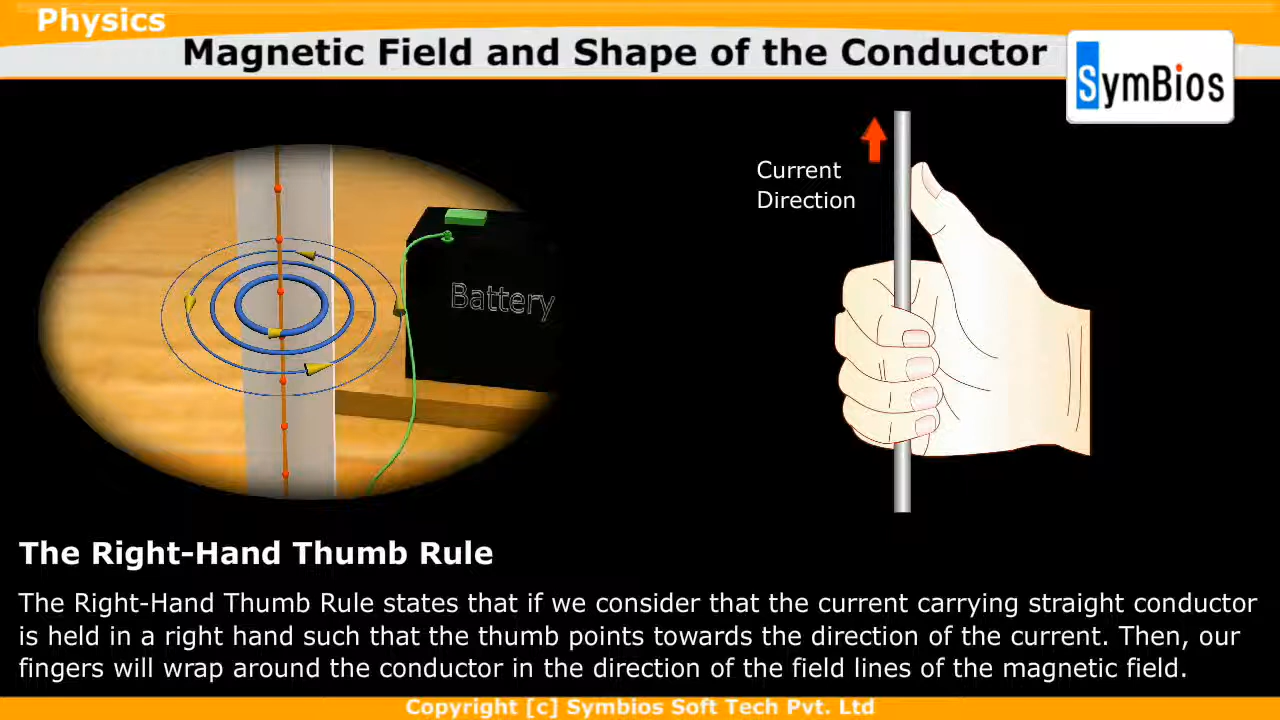 Physics
Magnetic Field and Shape of the Conductor
SymBios
Current
Direction
Battery
The Right-Hand Thumb Rule
The Right-Hand Thumb Rule states that if we consider that the current carrying straight conductor
is held in a right hand such that the thumb points towards the direction of the current. Then, our
fingers will wrap around the conductor in the direction of the field lines of the magnetic field.
Copyright [c] Symbios Soft Tech Pvt. Ltd